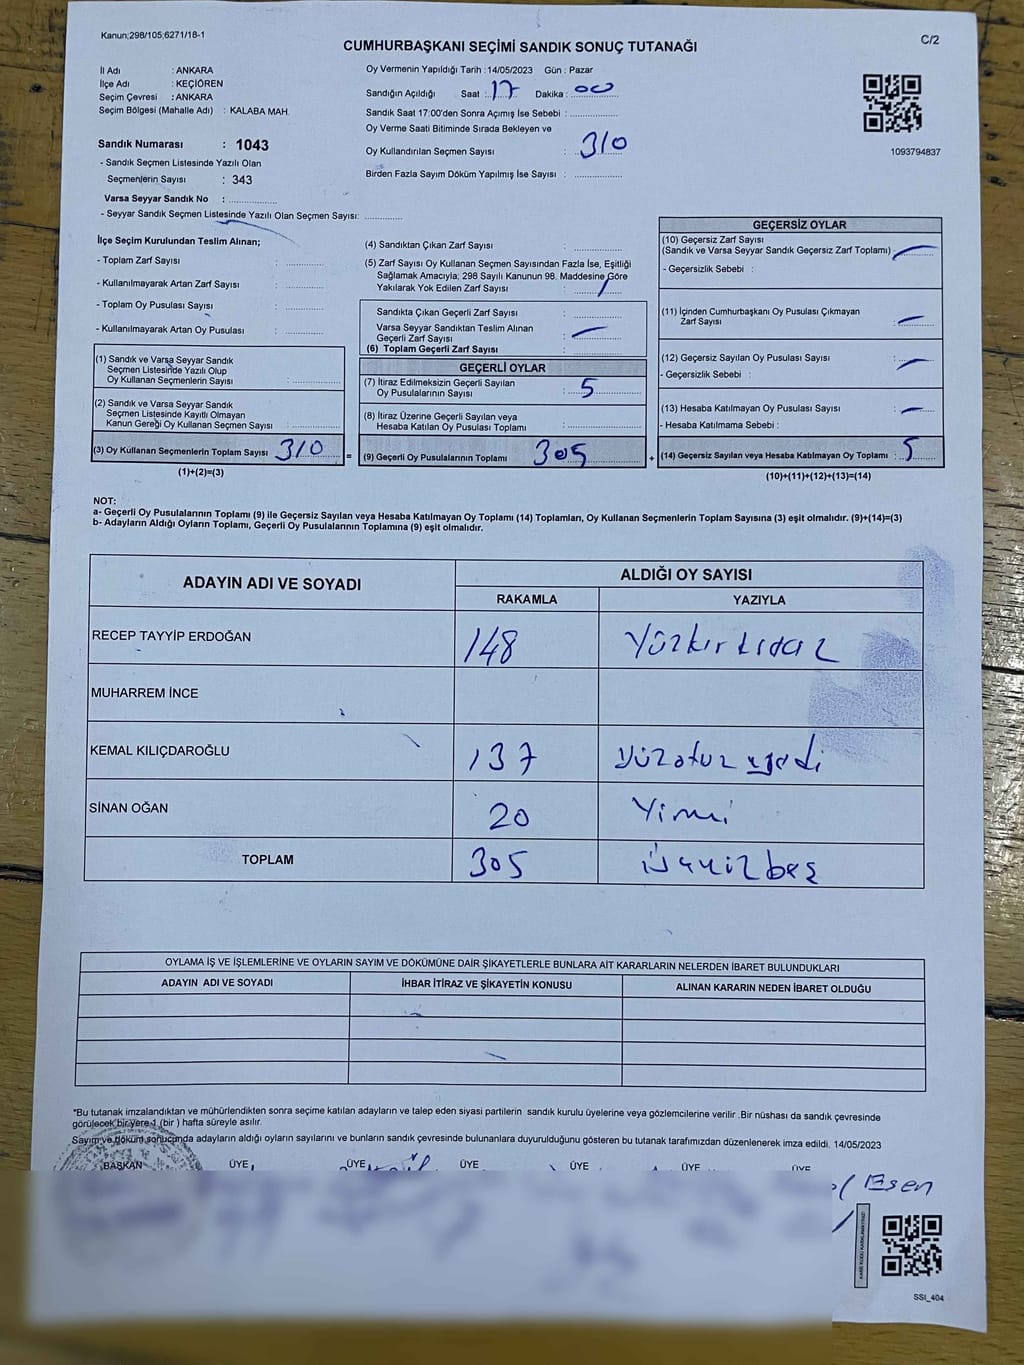 Kanun;298/105;6271/18-1
C/2
CUMHURBAŞKANI SEÇİMİ SANDIK SONUÇ TUTANAĞI
İl Adı : ANKARA
İlçe Adı : KEÇİÖREN
Seçim Çevresi : ANKARA
Seçim Bölgesi (Mahalle Adı) : KALABA MAH.
Sandık Numarası : 1043
- Sandık Seçmen Listesinde Yazılı Olan
Seçmenlerin Sayısı : 343
Varsa Seyyar Sandık No :
- Seyyar Sandık Seçmen Listesinde Yazılı Olan Seçmen Sayısı:
Oy Vermenin Yapıldığı Tarih : 14/05/2023 Gün : Pazar
Sandığın Açıldığı Saat : 17 Dakika : 00
Sandık Saat 17:00'den Sonra Açımış İse Sebebi :
Oy Verme Saati Bitiminde Sırada Bekleyen ve
Oy Kullandırılan Seçmen Sayısı : 310
Birden Fazla Sayım Döküm Yapılmış İse Sayısı :
1093794837
İlçe Seçim Kurulundan Teslim Alınan;
- Toplam Zarf Sayısı :
- Kullanılmayarak Artan Zarf Sayısı :
- Toplam Oy Pusulası Sayısı :
- Kullanılmayarak Artan Oy Pusulası :
(1) Sandık ve Varsa Seyyar Sandık
Seçmen Listesinde Yazılı Olup
Oy Kullanan Seçmenlerin Sayısı :
(2) Sandık ve Varsa Seyyar Sandık
Seçmen Listesinde Kayıtlı Olmayan
Kanun Gereği Oy Kullanan Seçmen Sayısı :
(3) Oy Kullanan Seçmenlerin Toplam Sayısı 310 =
(1)+(2)=(3)
(4) Sandıktan Çıkan Zarf Sayısı :
(5) Zarf Sayısı Oy Kullanan Seçmen Sayısından Fazla İse, Eşitliği
Sağlamak Amacıyla; 298 Sayılı Kanunun 98. Maddesine Göre
Yakılarak Yok Edilen Zarf Sayısı :
Sandıkta Çıkan Geçerli Zarf Sayısı :
Varsa Seyyar Sandıktan Teslim Alınan
Geçerli Zarf Sayısı :
(6) Toplam Geçerli Zarf Sayısı :
GEÇERLİ OYLAR
(7) İtiraz Edilmeksizin Geçerli Sayılan
Oy Pusulalarının Sayısı : 5
(8) İtiraz Üzerine Geçerli Sayılan veya
Hesaba Katılan Oy Pusulası Toplamı :
(9) Geçerli Oy Pusulalarının Toplamı 305 +
GEÇERSİZ OYLAR
(10) Geçersiz Zarf Sayısı
(Sandık ve Varsa Seyyar Sandık Geçersiz Zarf Toplamı) :
- Geçersizlik Sebebi :
(11) İçinden Cumhurbaşkanı Oy Pusulası Çıkmayan
Zarf Sayısı :
(12) Geçersiz Sayılan Oy Pusulası Sayısı :
- Geçersizlik Sebebi :
(13) Hesaba Katılmayan Oy Pusulası Sayısı :
- Hesaba Katılmama Sebebi :
(14) Geçersiz Sayılan veya Hesaba Katılmayan Oy Toplamı : 5
(10)+(11)+(12)+(13)=(14)
NOT:
a- Geçerli Oy Pusulalarının Toplamı (9) ile Geçersiz Sayılan veya Hesaba Katılmayan Oy Toplamı (14) Toplamları, Oy Kullanan Seçmenlerin Toplam Sayısına (3) eşit olmalıdır. (9)+(14)=(3)
b- Adayların Aldığı Oyların Toplamı, Geçerli Oy Pusulalarının Toplamına (9) eşit olmalıdır.
ADAYIN ADI VE SOYADI
ALDIĞI OY SAYISI
RAKAMLA YAZIYLA
RECEP TAYYİP ERDOĞAN 148
MUHARREM İNCE
KEMAL KILIÇDAROĞLU 137 yüzotuz yedi
SİNAN OĞAN 20 Yirmi
TOPLAM 305
OYLAMA İŞ VE İŞLEMLERİNE VE OYLARIN SAYIM VE DÖKÜMÜNE DAİR ŞİKAYETLERLE BUNLARA AİT KARARLARIN NELERDEN İBARET BULUNDUKLARI
ADAYIN ADI VE SOYADI İHBAR İTİRAZ VE ŞİKAYETİN KONUSU ALINAN KARARIN NEDEN İBARET OLDUĞU
*Bu tutanak imzalandıktan ve mühürlendikten sonra seçime katılan adayların ve talep eden siyasi partilerin sandık kurulu üyelerine veya gözlemcilerine verilir .Bir nüshası da sandık çevresinde
görülecek bir yere 1 (bir ) hafta süreyle asılır.
Sayım ve döküm sonucunda adayların aldığı oyların sayılarını ve bunların sandık çevresinde bulunanlara duyurulduğunu gösteren bu tutanak tarafımızdan düzenlenerek imza edildi. 14/05/2023
BAŞKAN ÜYE ÜYE ÜYE ÜYE ÜYE ÜYE
Esen
SSI_404